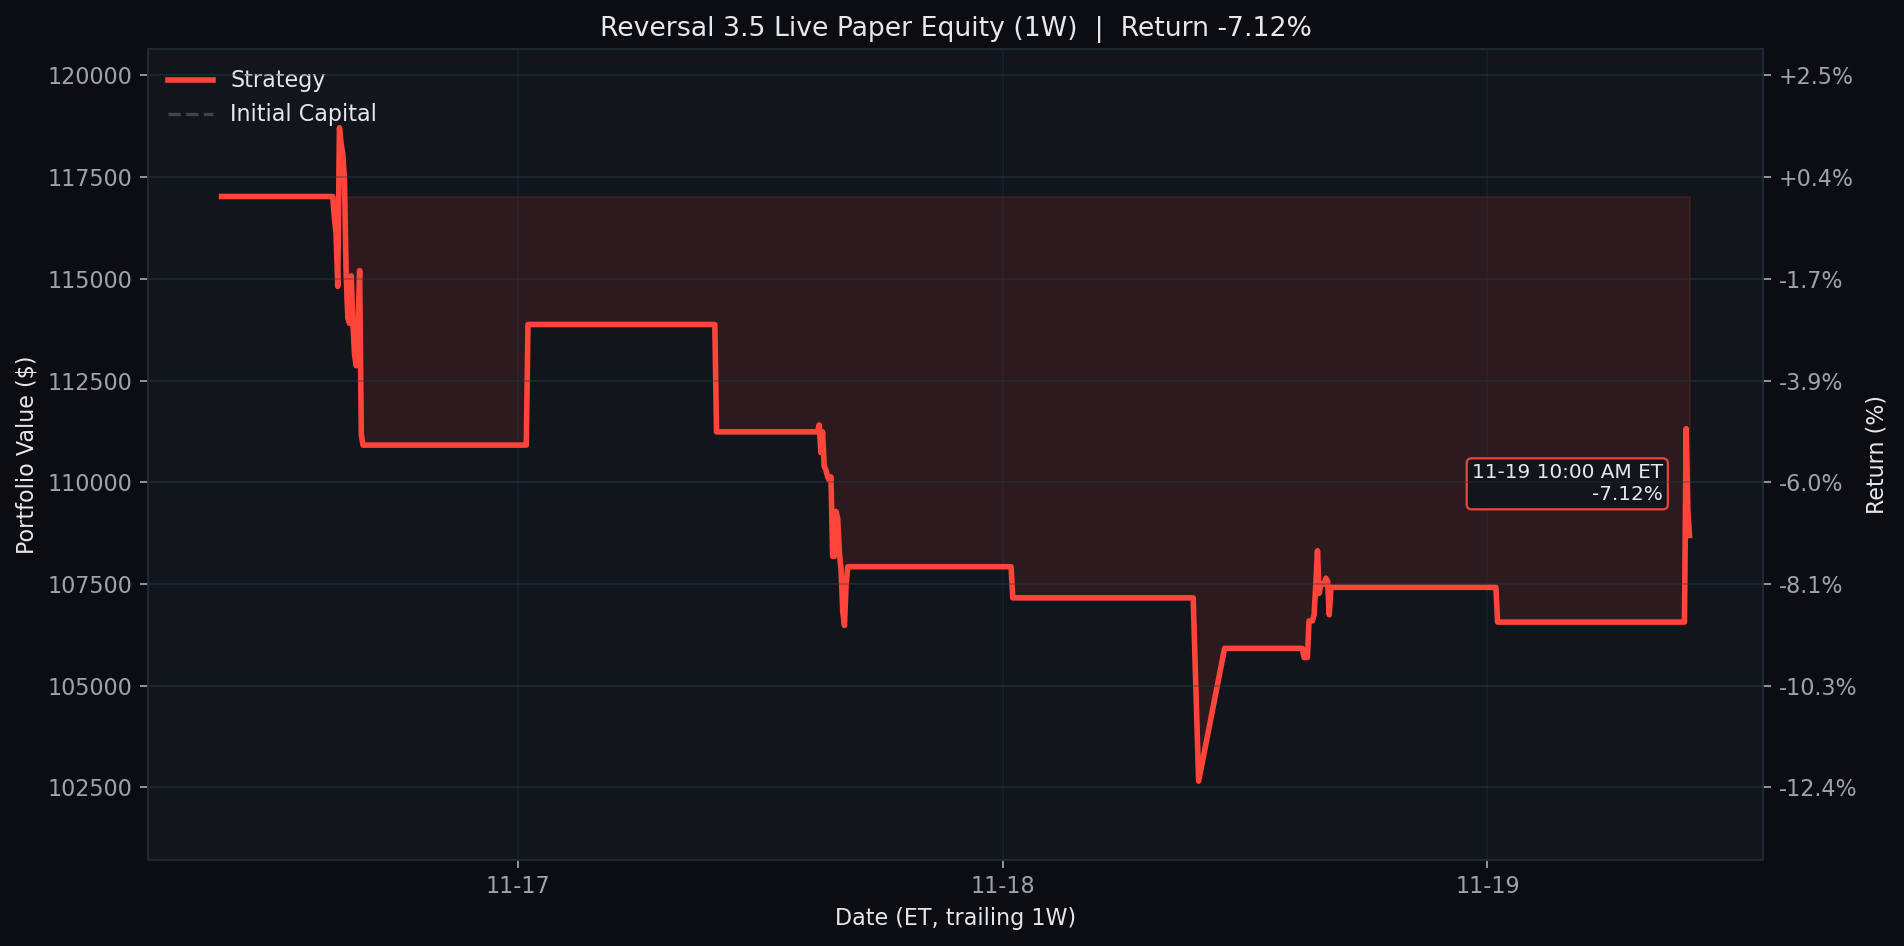 Reversal 3.5 Live Paper Equity (1W)  |  Return -7.12%
Strategy
Initial Capital
120000
117500
115000
112500
110000
107500
105000
102500
Portfolio Value ($)
+2.5%
+0.4%
-1.7%
-3.9%
-6.0%
-8.1%
-10.3%
-12.4%
Return (%)
11-19 10:00 AM ET
-7.12%
11-17
11-18
11-19
Date (ET, trailing 1W)